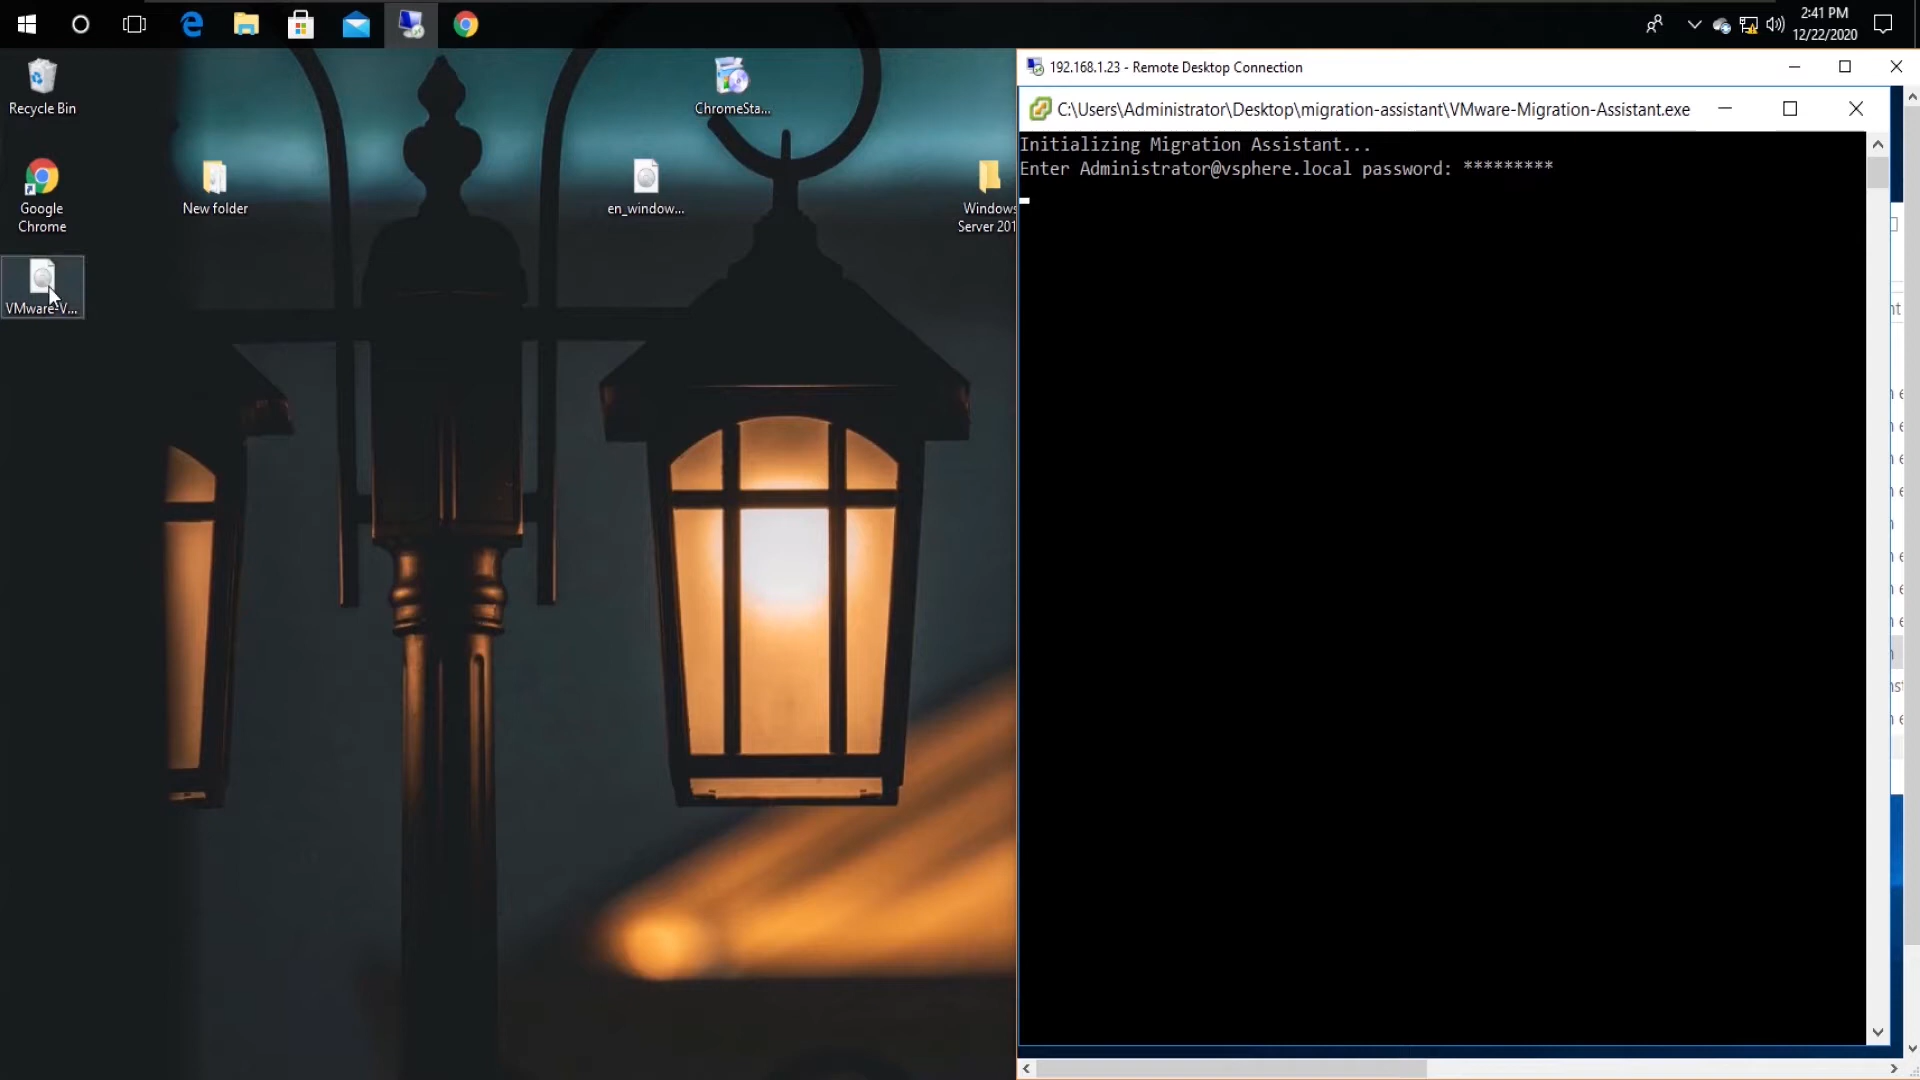 2:41 PM
12/22/2020
Recycle Bin
ChromeSta...
Google
Chrome
New folder
en_window...
Windows
Server 201
VMware-V...
192.168.1.23 - Remote Desktop Connection
C:\Users\Administrator\Desktop\migration-assistant\VMware-Migration-Assistant.exe
Initializing Migration Assistant...
Enter Administrator@vsphere.local password: *********